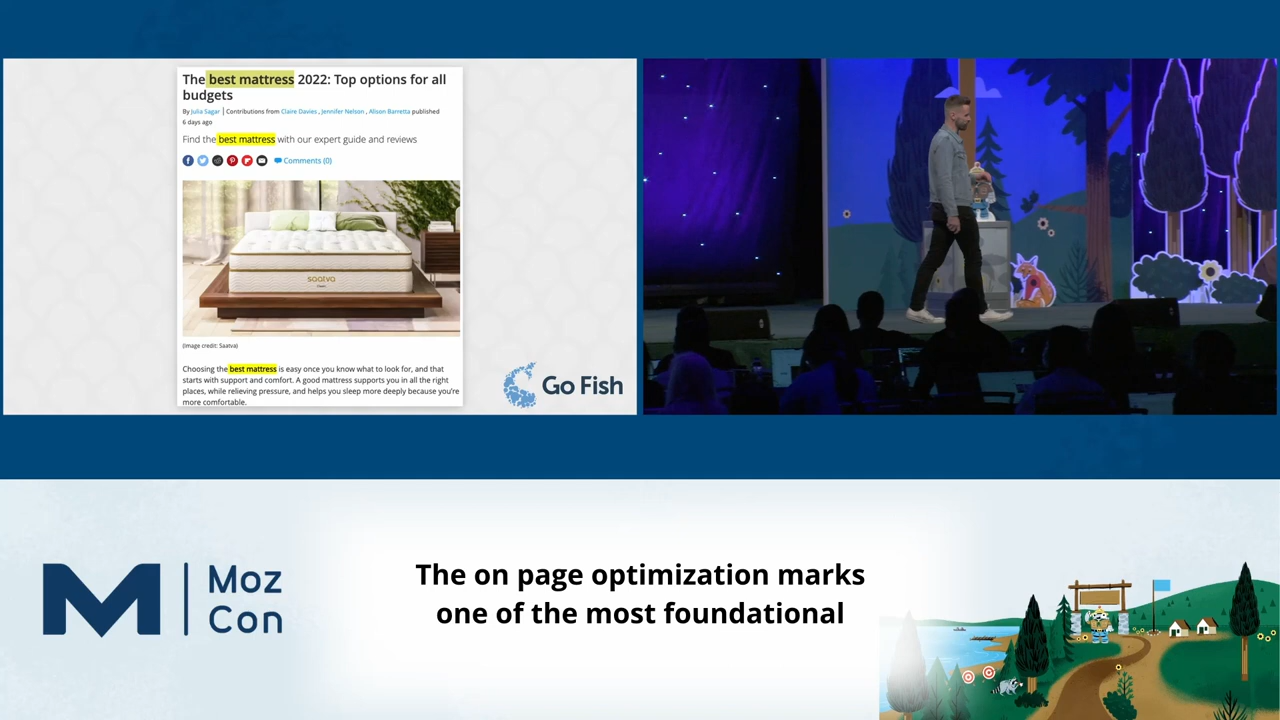 The best mattress 2022: Top options for all
budgets
By Julia Sagar | Contributions from Claire Davies , Jennifer Nelson , Alison Barretta published
6 days ago
Find the best mattress with our expert guide and reviews
Comments (0)
saatva
Classic
(Image credit: Saatva)
Choosing the best mattress is easy once you know what to look for, and that
starts with support and comfort. A good mattress supports you in all the right
places, while relieving pressure, and helps you sleep more deeply because you're
more comfortable.
Go Fish
M Moz
Con
The on page optimization marks
one of the most foundational